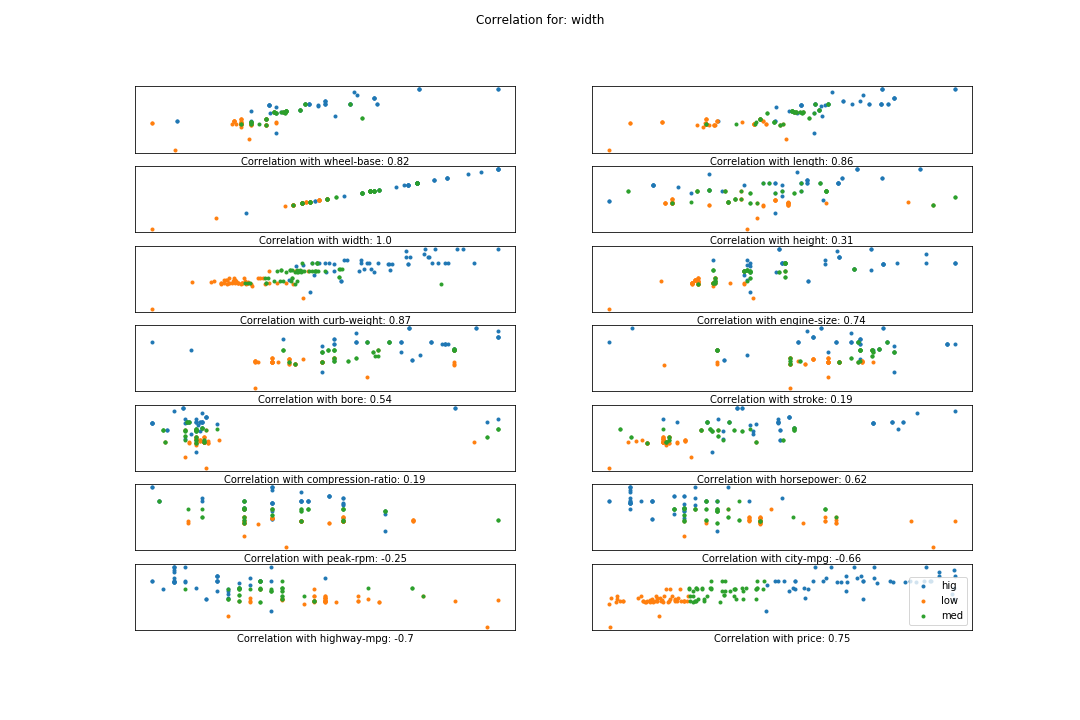 Correlation for: width
Correlation with wheel-base: 0.82
Correlation with length: 0.86
Correlation with width: 1.0
Correlation with height: 0.31
Correlation with curb-weight: 0.87
Correlation with engine-size: 0.74
Correlation with bore: 0.54
Correlation with stroke: 0.19
Correlation with compression-ratio: 0.19
Correlation with horsepower: 0.62
Correlation with peak-rpm: -0.25
Correlation with city-mpg: -0.66
hig
low
med
Correlation with highway-mpg: -0.7
Correlation with price: 0.75